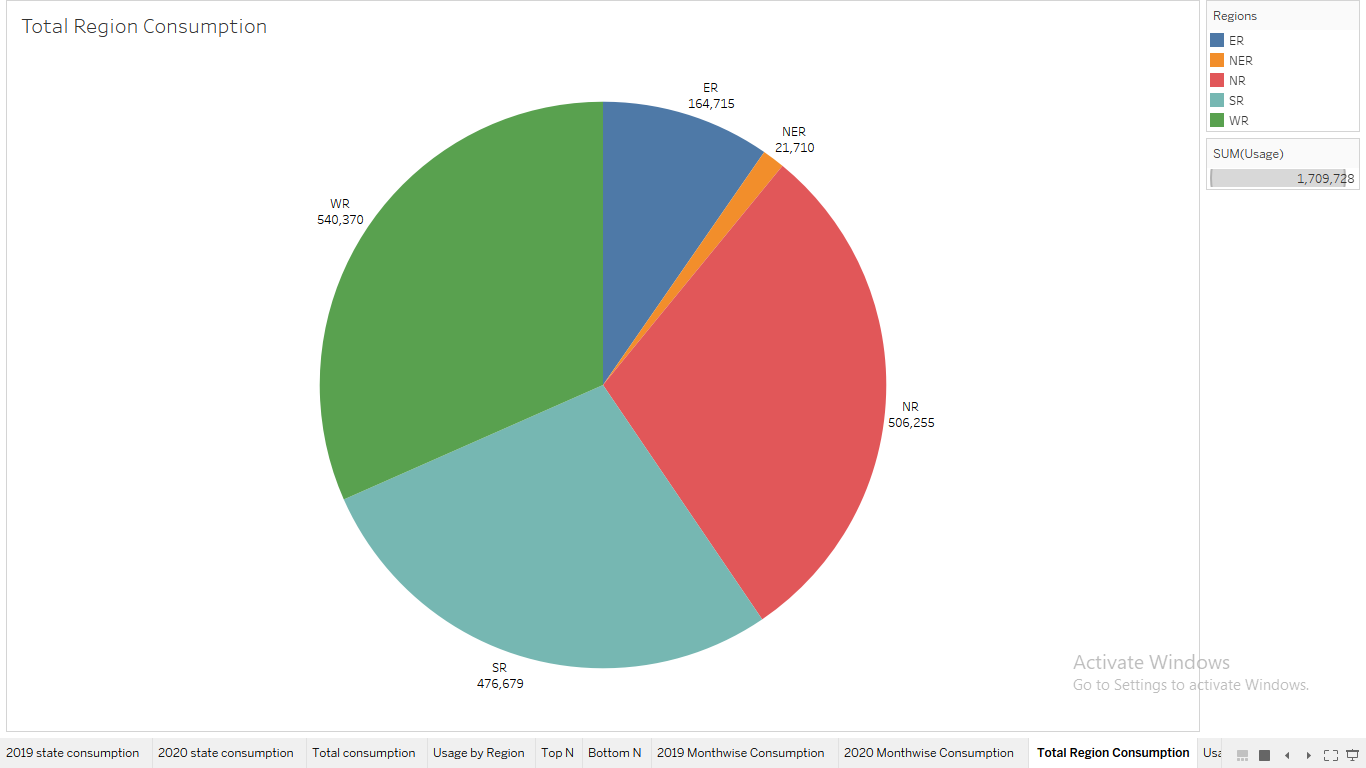 Total Region Consumption
ER
164,715
NER
21,710
WR
540,370
NR
506,255
SR
476,679
Regions
ER
NER
NR
SR
WR
SUM(Usage)
1,709,728
Activate Windows
Go to Settings to activate Windows.
2019 state consumption
2020 state consumption
Total consumption
Usage by Region
Top N
Bottom N
2019 Monthwise Consumption
2020 Monthwise Consumption
Total Region Consumption